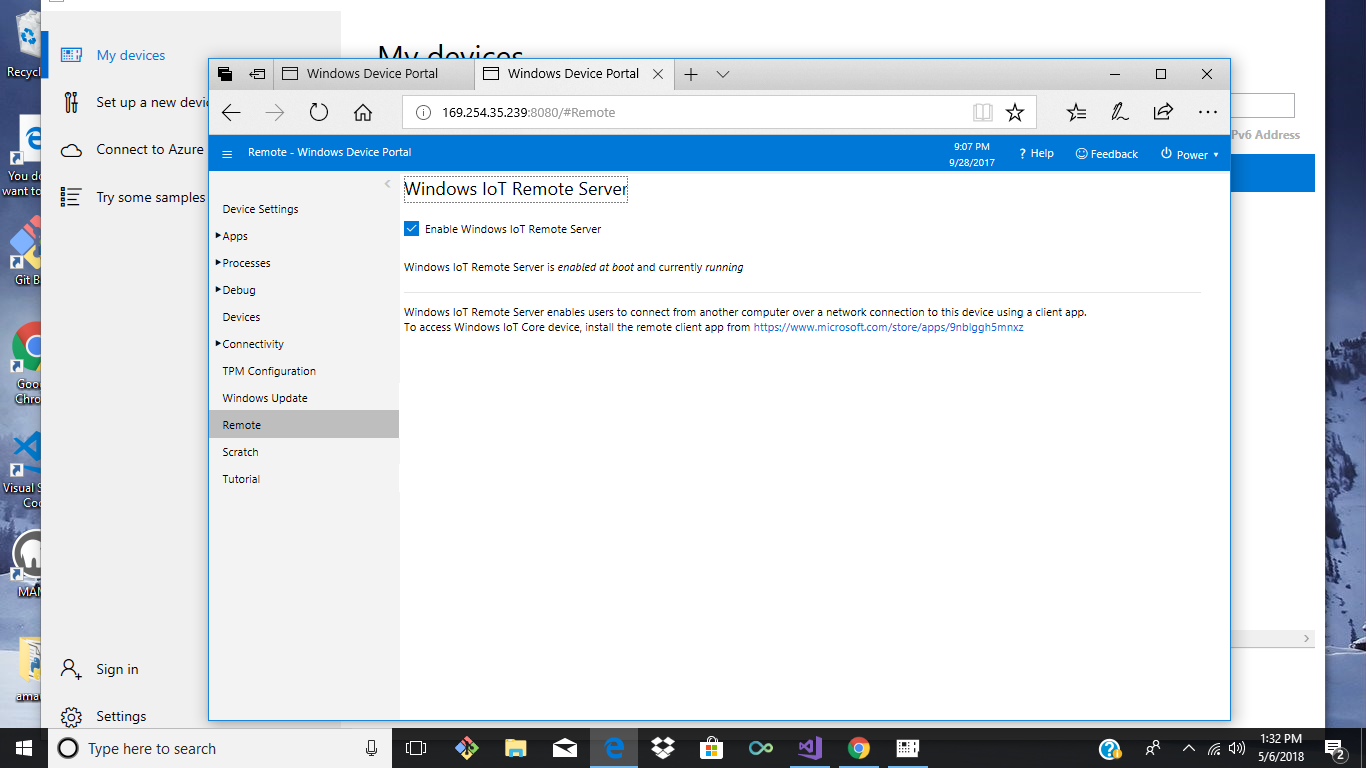 Recycl
You do
want to
Git B
Goo
Chro
Visual S
Co
MAM
ama
My devices
Set up a new devic
Connect to Azure
Try some samples
Sign in
Settings
My devices
Pv6 Address
Windows Device Portal
Windows Device Portal
169.254.35.239:8080/#Remote
Remote - Windows Device Portal
9:07 PM
9/28/2017
? Help
Feedback
Power
Device Settings
Apps
Processes
Debug
Devices
Connectivity
TPM Configuration
Windows Update
Remote
Scratch
Tutorial
Windows IoT Remote Server
Enable Windows IoT Remote Server
Windows IoT Remote Server is enabled at boot and currently running
Windows IoT Remote Server enables users to connect from another computer over a network connection to this device using a client app.
To access Windows IoT Core device, install the remote client app from https://www.microsoft.com/store/apps/9nblggh5mnxz
Type here to search
1:32 PM
5/6/2018
2